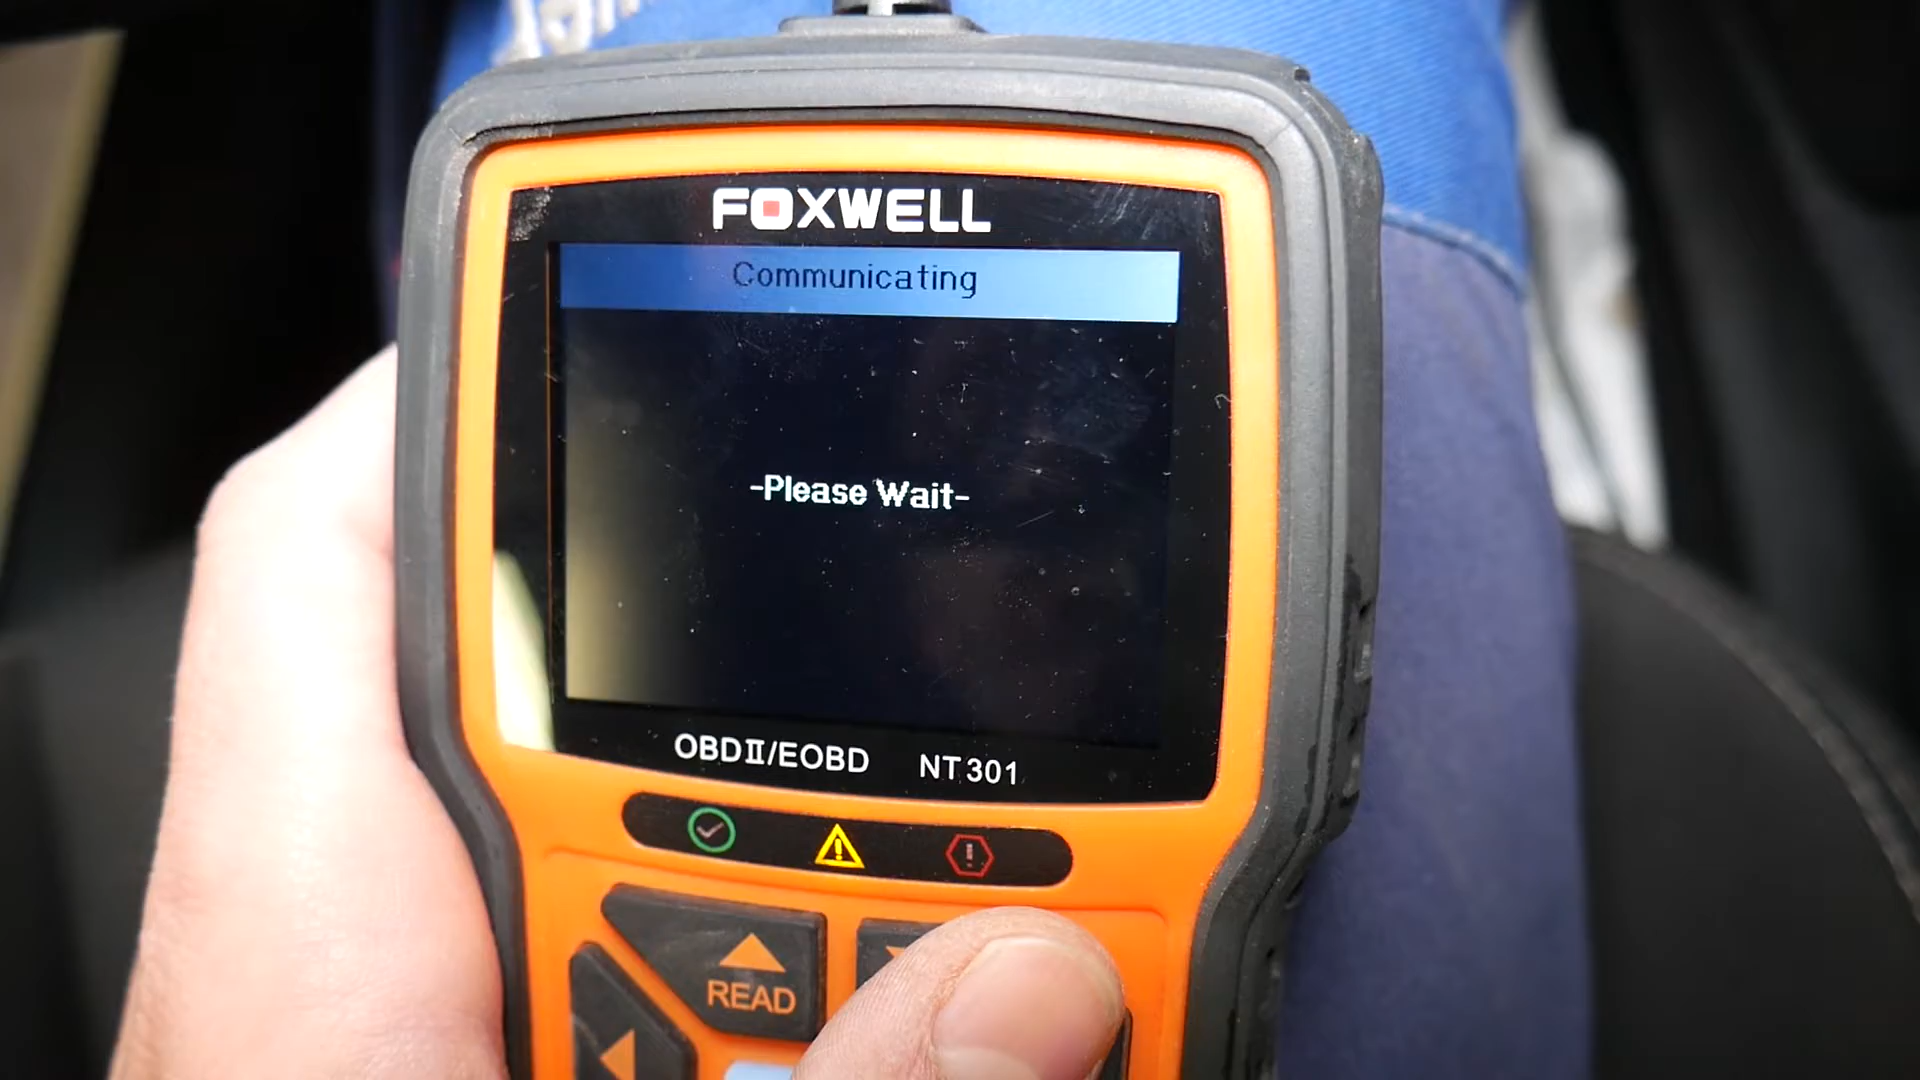 FOXWELL
Communicating
-Please Wait-
OBDII/EOBD NT301
READ